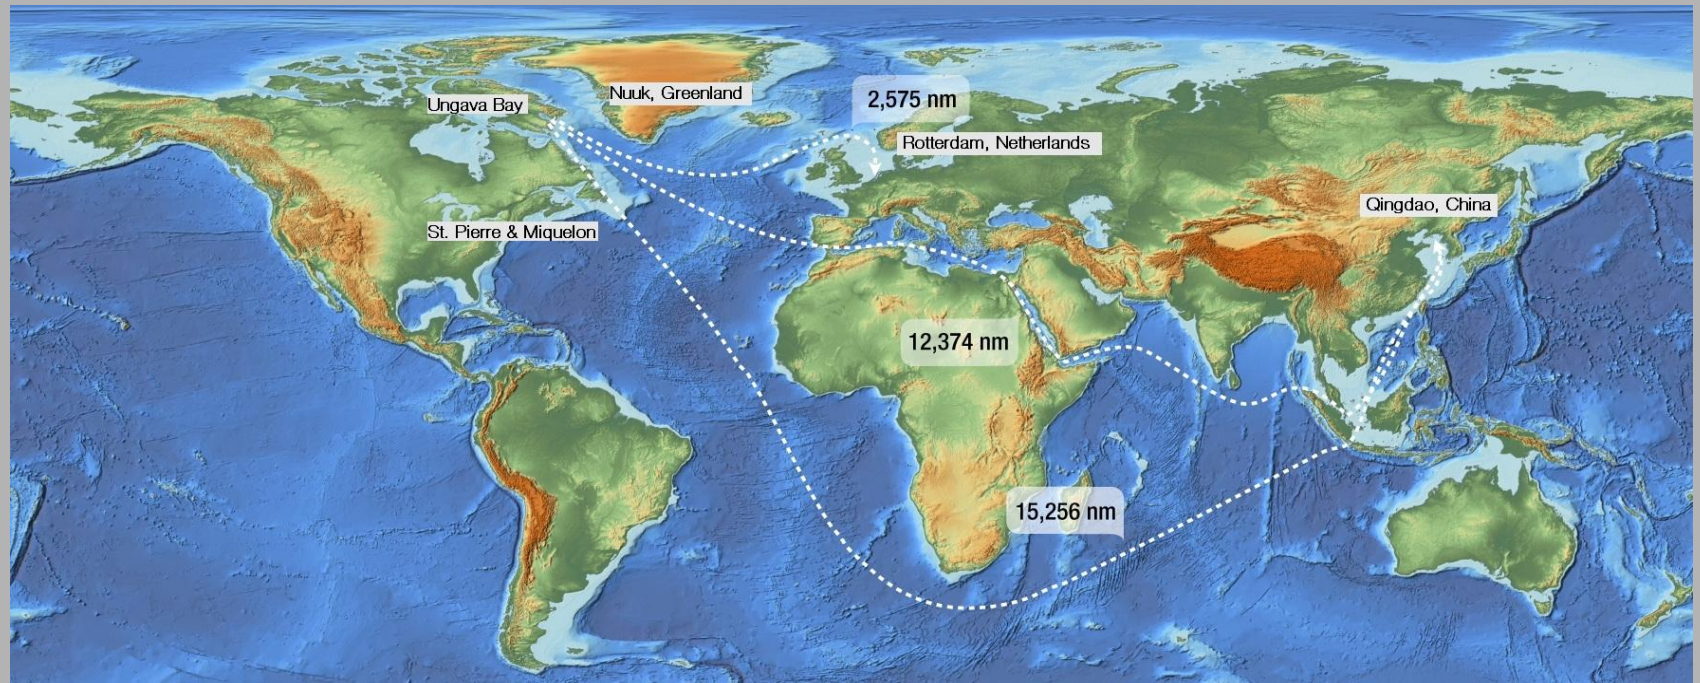 2,575 nm
Nuuk, Greenland
Ungava Bay
Rotterdam, Netherlands
Qingdao, China
St. Pierre & Miquelon
12,374 nm
15,256 nm